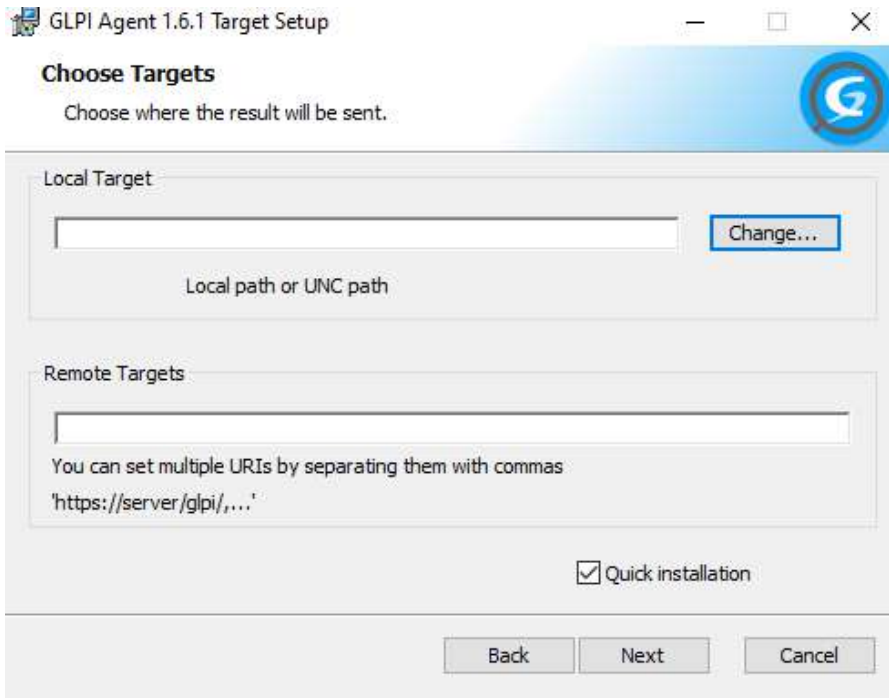 GLPI Agent 1.6.1 Target Setup
Choose Targets
Choose where the result will be sent.
Local Target
Change...
Local path or UNC path
Remote Targets
You can set multiple URIs by separating them with commas
'https://server/glpi/,...'
Quick installation
Back Next Cancel